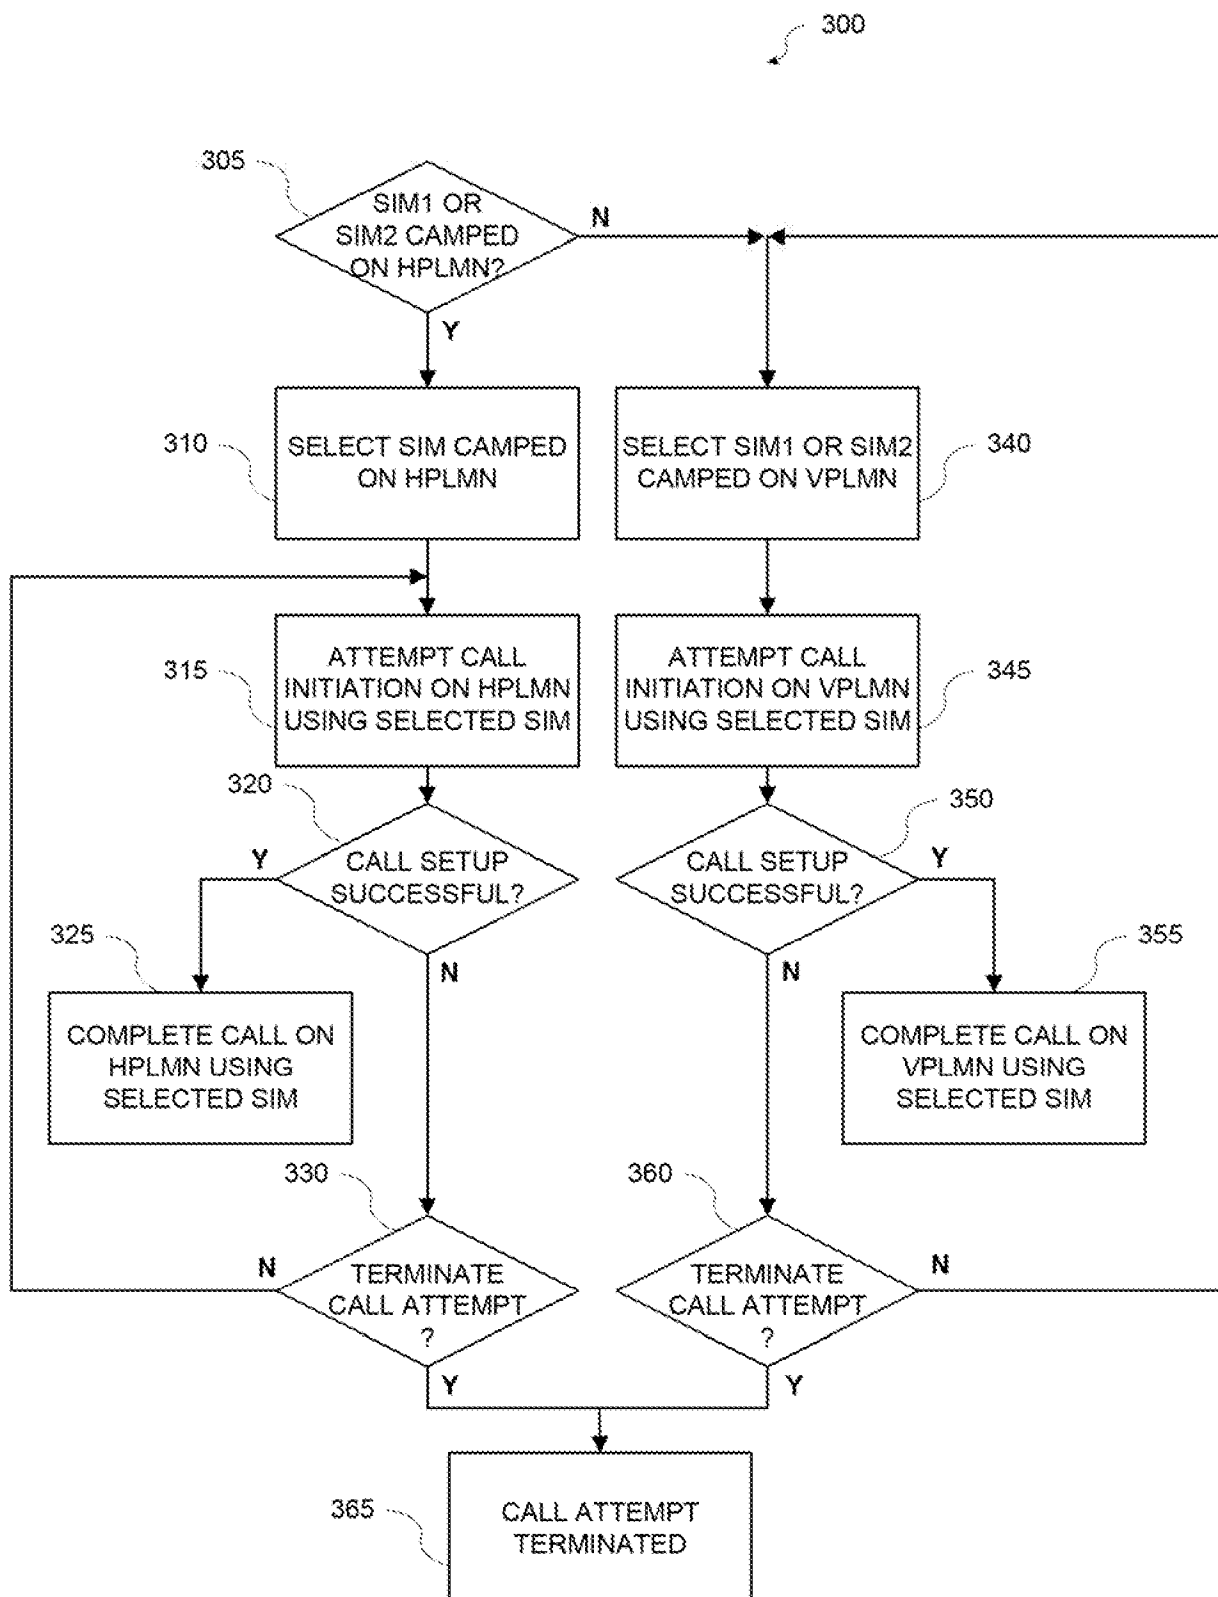 300
305
SIM1 OR
SIM2 CAMPED
ON HPLMN?
N
Y
310
SELECT SIM CAMPED
ON HPLMN
SELECT SIM1 OR SIM2
CAMPED ON VPLMN
340
315
ATTEMPT CALL
INITIATION ON HPLMN
USING SELECTED SIM
ATTEMPT CALL
INITIATION ON VPLMN
USING SELECTED SIM
345
320
CALL SETUP
SUCCESSFUL?
Y
N
350
CALL SETUP
SUCCESSFUL?
Y
N
325
COMPLETE CALL ON
HPLMN USING
SELECTED SIM
355
COMPLETE CALL ON
VPLMN USING
SELECTED SIM
330
TERMINATE
CALL ATTEMPT
?
N
Y
360
TERMINATE
CALL ATTEMPT
?
N
Y
365
CALL ATTEMPT
TERMINATED